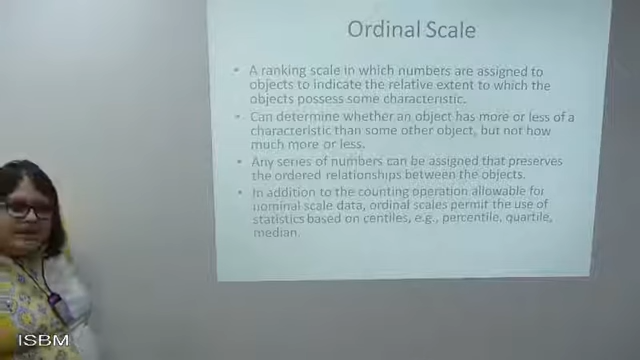 Ordinal Scale
• A ranking scale in which numbers are assigned to
objects to indicate the relative extent to which the
objects possess some characteristic.
• Can determine whether an object has more or less of a
characteristic than some other object, but not how
much more or less.
• Any series of numbers can be assigned that preserves
the ordered relationships between the objects.
• In addition to the counting operation allowable for
nominal scale data, ordinal scales permit the use of
statistics based on centiles, e.g., percentile, quartile,
median.
ISBM